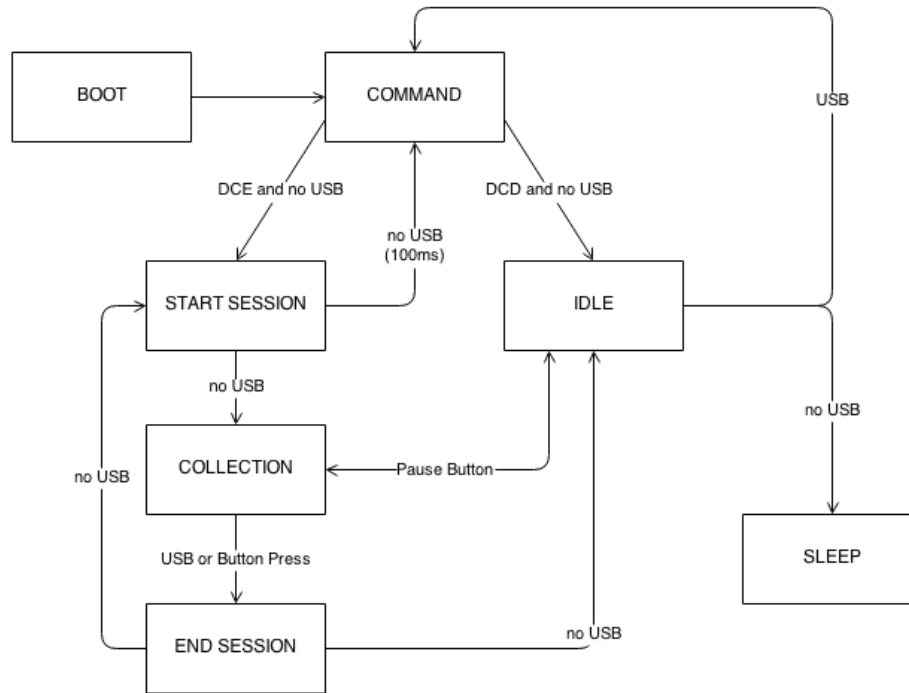 BOOT
COMMAND
USB
DCE and no USB
DCD and no USB
no USB
(100ms)
START SESSION
IDLE
no USB
no USB
COLLECTION
Pause Button
no USB
USB or Button Press
SLEEP
END SESSION
no USB